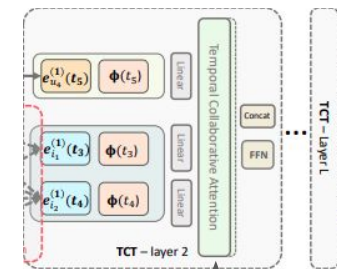 e_{u_4}^{(1)}(t_5) ϕ(t_5) Linear
e_{i_1}^{(1)}(t_3) ϕ(t_3) Linear
e_{i_2}^{(1)}(t_4) ϕ(t_4) Linear
Temporal Collaborative Attention
Concat
FFN
...
TCT – layer 2
TCT – Layer L